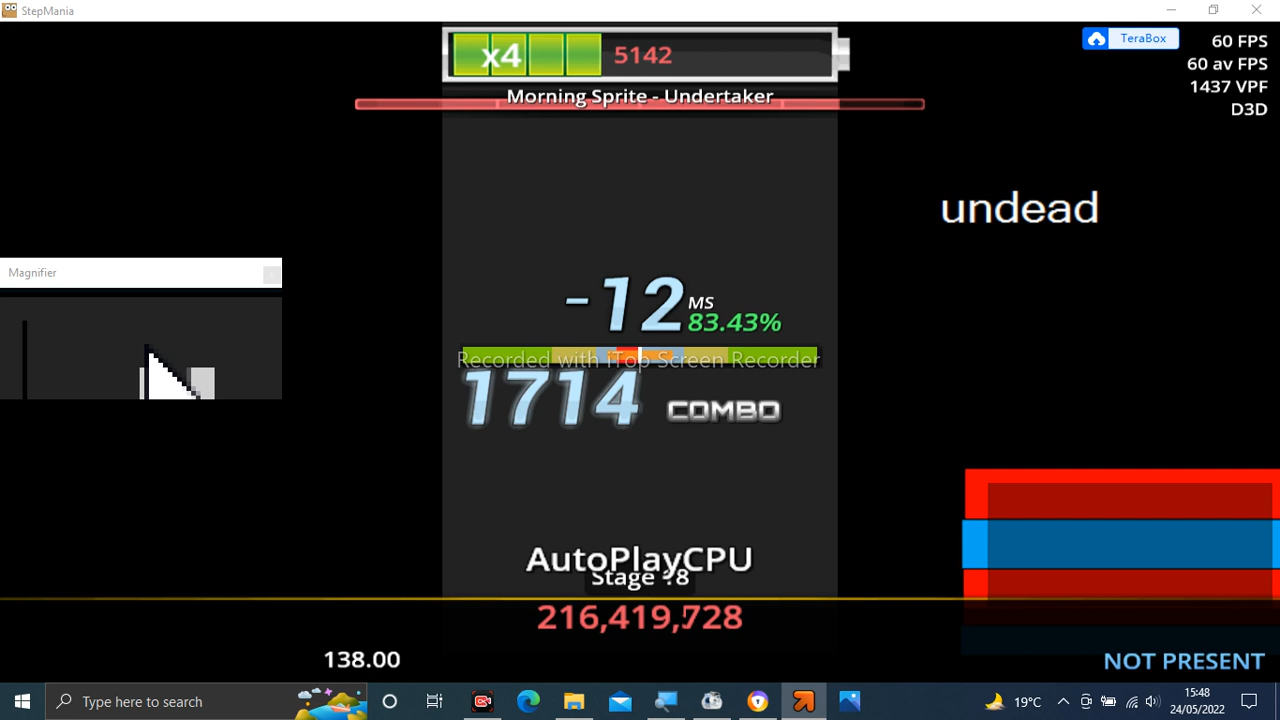 StepMania
TeraBox
60 FPS
60 av FPS
1437 VPF
D3D
x4
5142
Morning Sprite - Undertaker
undead
Magnifier
-12 MS
83.43%
Recorded with iTop Screen Recorder
1714 COMBO
AutoPlayCPU
Stage 18
216,419,728
138.00
NOT PRESENT
Type here to search
19°C
15:48
24/05/2022